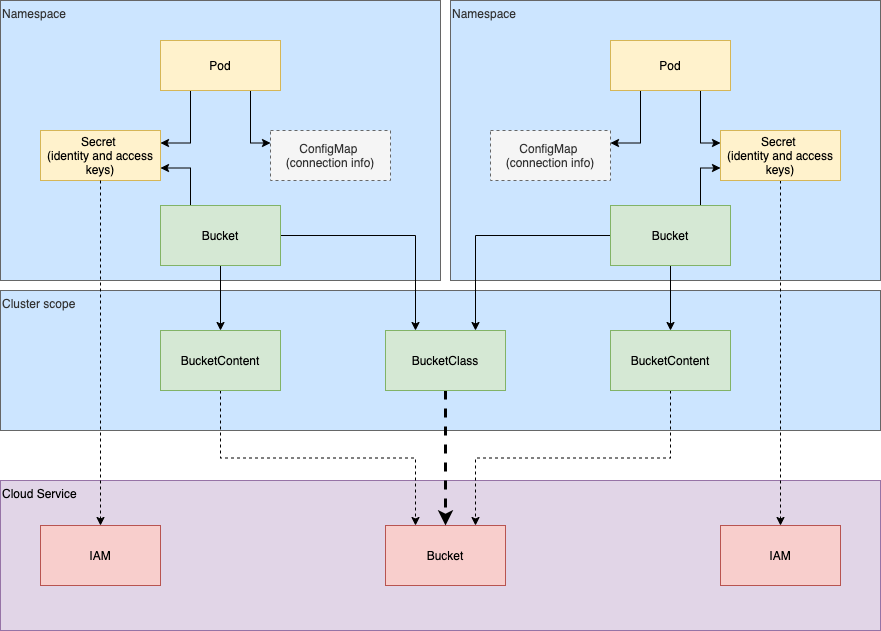 Namespace
Namespace
Pod
Pod
Secret
(identity and access
keys)
ConfigMap
(connection info)
ConfigMap
(connection info)
Secret
(identity and access
keys)
Bucket
Bucket
Cluster scope
BucketContent
BucketClass
BucketContent
Cloud Service
IAM
Bucket
IAM